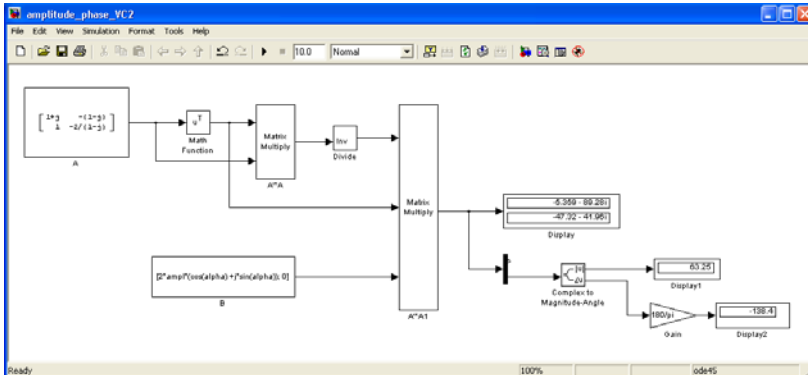 amplitude_phase_VC2
File Edit View Simulation Format Tools Help
10.0 Normal
1+j -(1-j)
1 -2/(1-j)
A
u^T
Math
Function
Matrix
Multiply
A'*A
Inv
Divide
Matrix
Multiply
A'*A1
[2*ampl*(cos(alpha)+j*sin(alpha)); 0]
B
-5.359 - 89.28i
-47.32 - 41.95i
Display
|u|
∠u
Complex to
Magnitude-Angle
63.25
Display1
180/pi
Gain
-138.4
Display2
Ready 100% ode45